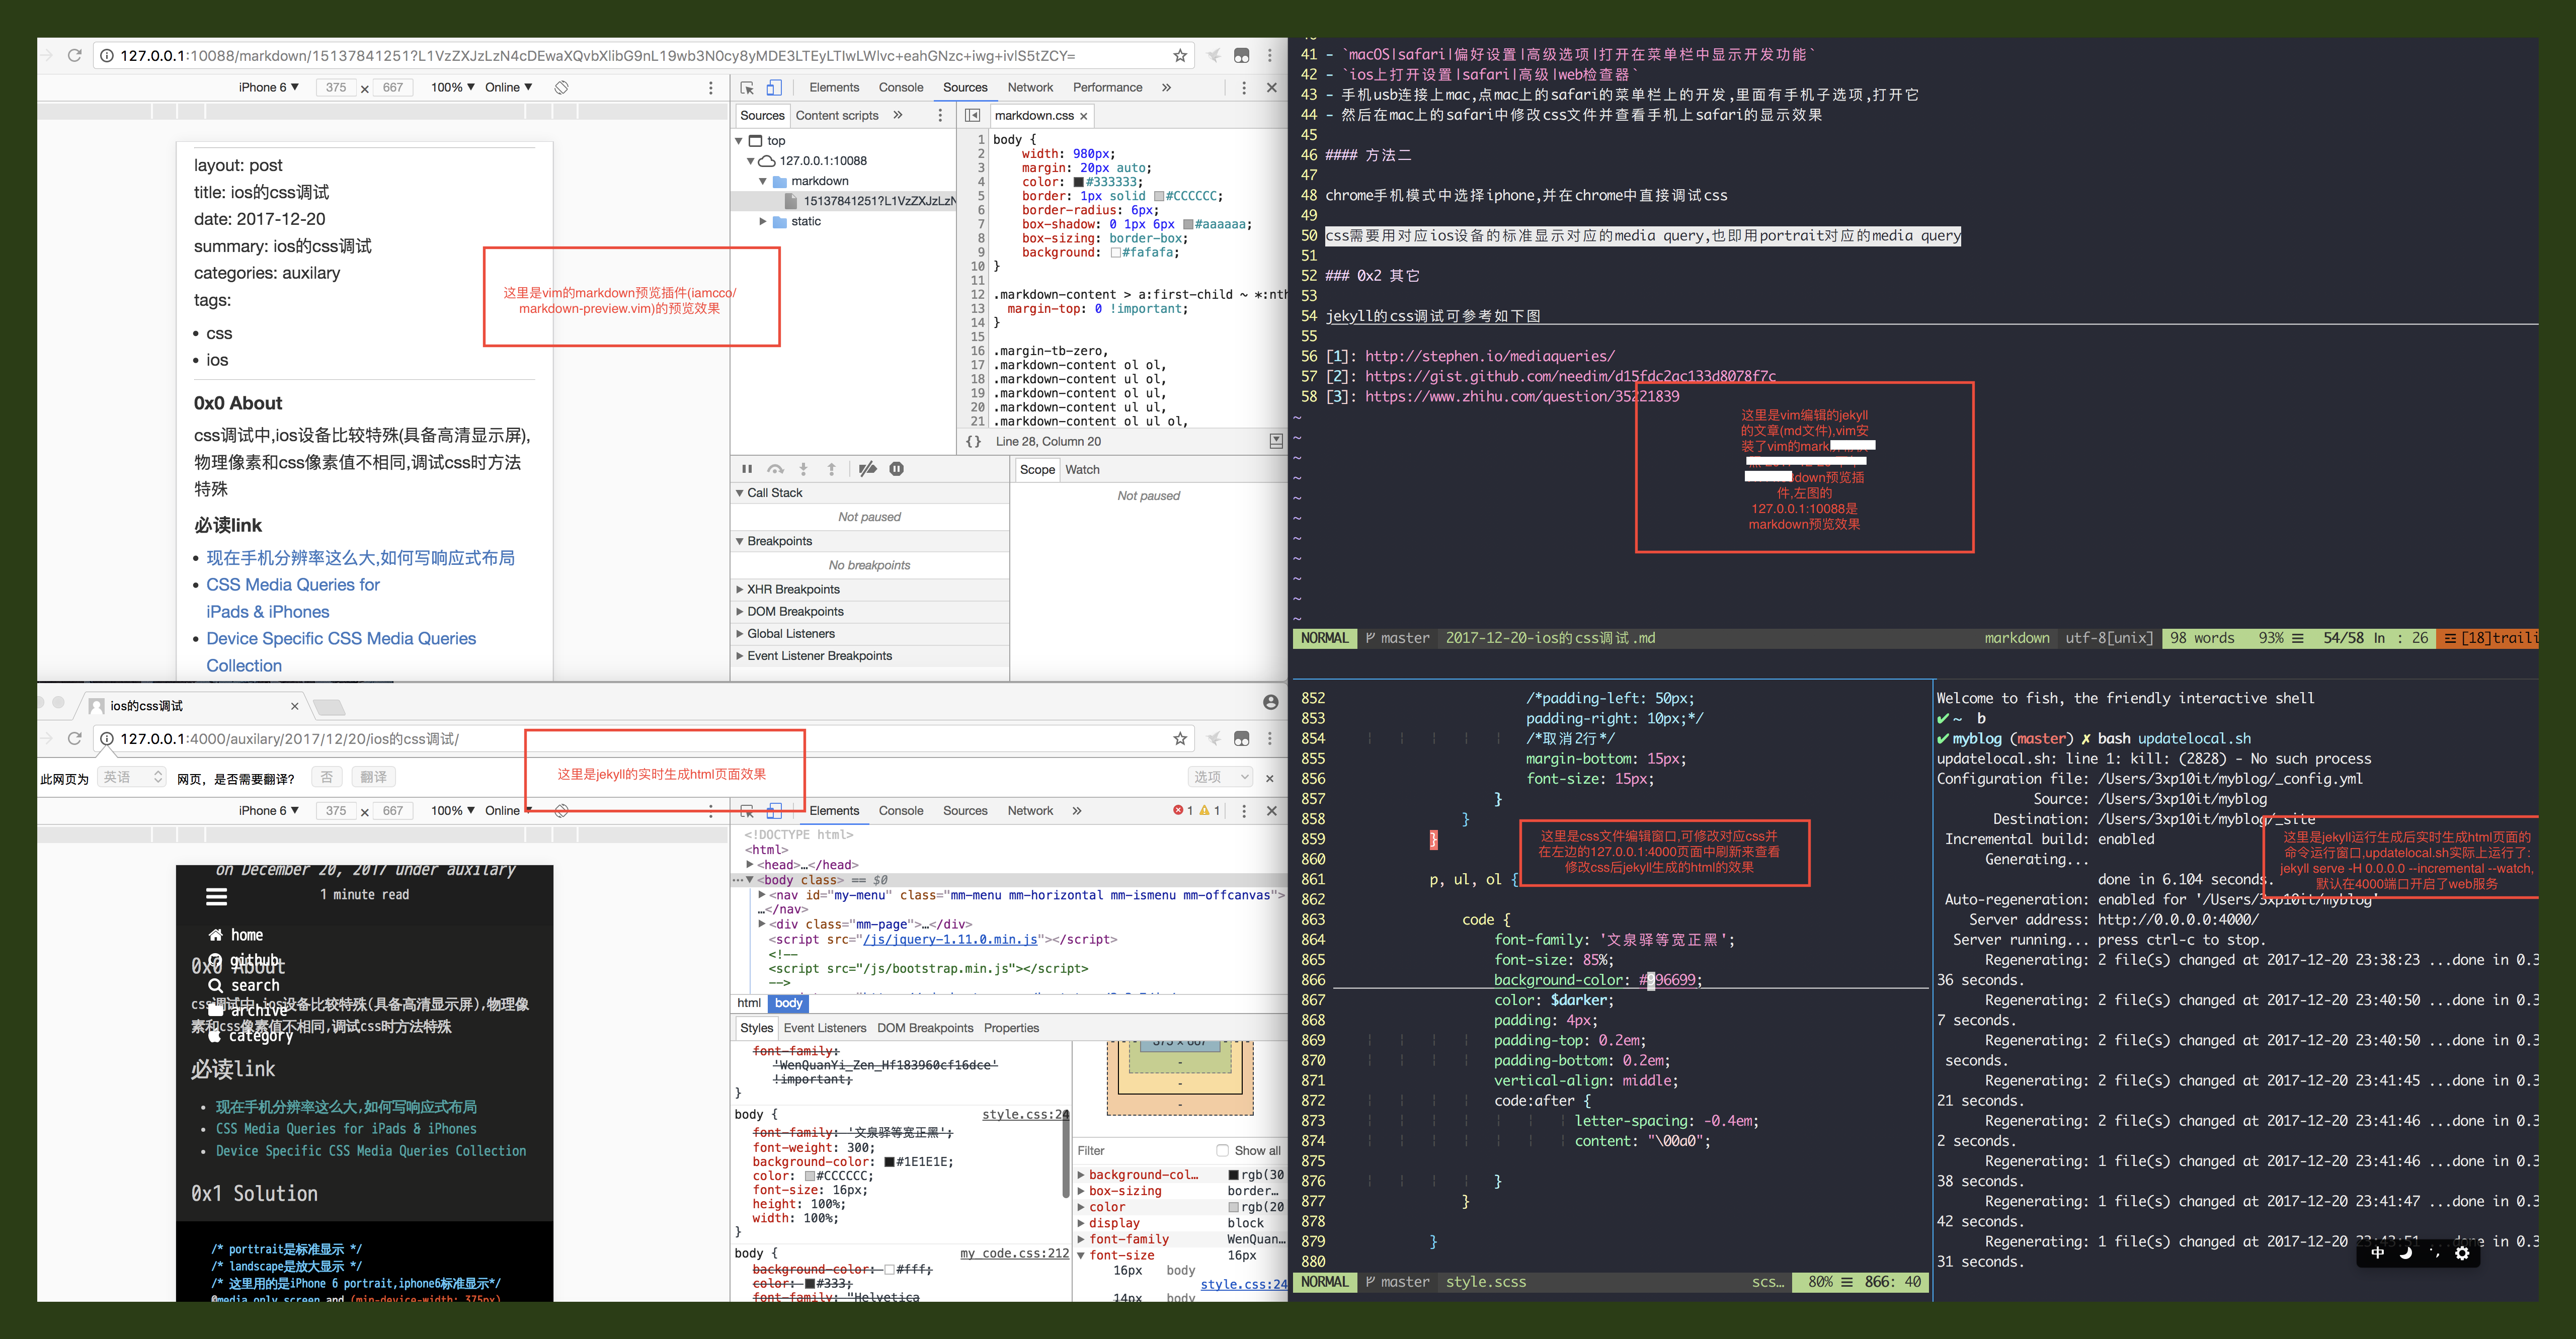 127.0.0.1:10088/markdown/15137841251?L1VzZXJzLzN4cDEwaXQvbXlibG9nL19wb3N0cy8yMDE3LTEyLTIwLWlvc+eahGNzc+iwg+ivlS5tZCY=
iPhone 6 ▼ 375 × 667 100% ▼ Online ▼
Elements Console Sources Network Performance »
Sources Content scripts »
markdown.css ×
top
127.0.0.1:10088
markdown
15137841251?L1VzZXJzLzN
static
1 body {
2 width: 980px;
3 margin: 20px auto;
4 color: #333333;
5 border: 1px solid #CCCCCC;
6 border-radius: 6px;
7 box-shadow: 0 1px 6px #aaaaaa;
8 box-sizing: border-box;
9 background: #fafafa;
10 }
11
12 .markdown-content > a:first-child ~ *:nth
13 margin-top: 0 !important;
14 }
15
16 .margin-tb-zero,
17 .markdown-content ol ol,
18 .markdown-content ul ol,
19 .markdown-content ol ul,
20 .markdown-content ul ul,
21 .markdown-content ol ul ol,
{} Line 28, Column 20
Scope Watch
Not paused
Call Stack
Not paused
Breakpoints
No breakpoints
XHR Breakpoints
DOM Breakpoints
Global Listeners
Event Listener Breakpoints
layout: post
title: ios的css调试
date: 2017-12-20
summary: ios的css调试
categories: auxilary
tags:
• css
• ios
0x0 About
css调试中,ios设备比较特殊(具备高清显示屏),
物理像素和css像素值不相同,调试css时方法
特殊
必读link
• 现在手机分辨率这么大,如何写响应式布局
• CSS Media Queries for
iPads & iPhones
• Device Specific CSS Media Queries
Collection
这里是vim的markdown预览插件(iamcco/
markdown-preview.vim)的预览效果
41 - `macOS|safari|偏好设置|高级选项|打开在菜单栏中显示开发功能`
42 - `ios上打开设置|safari|高级|web检查器`
43 - 手机usb连接上mac,点mac上的safari的菜单栏上的开发,里面有手机子选项,打开它
44 - 然后在mac上的safari中修改css文件并查看手机上safari的显示效果
45
46 #### 方法二
47
48 chrome手机模式中选择iphone,并在chrome中直接调试css
49
50 css需要用对应ios设备的标准显示对应的media query,也即用portrait对应的media query
51
52 ### 0x2 其它
53
54 jekyll的css调试可参考如下图
55
56 [1]: http://stephen.io/mediaqueries/
57 [2]: https://gist.github.com/needim/d15fdc2ac133d8078f7c
58 [3]: https://www.zhihu.com/question/35221839
这里是vim编辑的jekyll
的文章(md文件),vim安
装了vim的mark
down预览插
件,左图的
127.0.0.1:10088是
markdown预览效果
NORMAL master 2017-12-20-ios的css调试.md markdown utf-8[unix] 98 words 93% ☰ 54/58 ln : 26 ☲ [18]traili
ios的css调试 ×
127.0.0.1:4000/auxilary/2017/12/20/ios的css调试/
此网页为 英语 网页，是否需要翻译? 否 翻译 选项 ×
这里是jekyll的实时生成html页面效果
iPhone 6 ▼ 375 × 667 100% ▼ Online ▼
Elements Console Sources Network » 1 1
on December 20, 2017 under auxilary
1 minute read
home
github
search
archive
category
0x0 About
css调试中,ios设备比较特殊(具备高清显示屏),物理像
素和css像素值不相同,调试css时方法特殊
必读link
• 现在手机分辨率这么大,如何写响应式布局
• CSS Media Queries for iPads & iPhones
• Device Specific CSS Media Queries Collection
0x1 Solution
/* porttrait是标准显示 */
/* landscape是放大显示 */
/* 这里用的是iPhone 6 portrait,iphone6标准显示*/
@media only screen and (min-device-width: 375px)
<!DOCTYPE html>
<html>
<head>…</head>
<body class> == $0
<nav id="my-menu" class="mm-menu mm-horizontal mm-ismenu mm-offcanvas">
…</nav>
<div class="mm-page">…</div>
<script src="/js/jquery-1.11.0.min.js"></script>
<!--
<script src="/js/bootstrap.min.js"></script>
-->
html body
Styles Event Listeners DOM Breakpoints Properties
font-family:
'WenQuanYi_Zen_Hf183960cf16dce'
!important;
}
body { style.css:24
font-family: '文泉驿等宽正黑';
font-weight: 300;
background-color: #1E1E1E;
color: #CCCCCC;
font-size: 16px;
height: 100%;
width: 100%;
}
body { my_code.css:212
background-color: #fff;
color: #333;
font-family: "Helvetica
375 × 667
-
-
-
Filter Show all
background-col… rgb(30
box-sizing border…
color rgb(20
display block
font-family WenQuan…
font-size 16px
16px body
style.css:24
14px body
852 /*padding-left: 50px;
853 padding-right: 10px;*/
854 /*取消2行*/
855 margin-bottom: 15px;
856 font-size: 15px;
857 }
858 }
859 }
860
861 p, ul, ol {
862
863 code {
864 font-family: '文泉驿等宽正黑';
865 font-size: 85%;
866 background-color: #996699;
867 color: $darker;
868 padding: 4px;
869 padding-top: 0.2em;
870 padding-bottom: 0.2em;
871 vertical-align: middle;
872 code:after {
873 letter-spacing: -0.4em;
874 content: "\00a0";
875
876 }
877 }
878
879 }
880
这里是css文件编辑窗口,可修改对应css并
在左边的127.0.0.1:4000页面中刷新来查看
修改css后jekyll生成的html的效果
NORMAL master style.scss scs… 80% ☰ 866: 40
Welcome to fish, the friendly interactive shell
✔ ~ b
✔ myblog (master) ✗ bash updatelocal.sh
updatelocal.sh: line 1: kill: (2828) - No such process
Configuration file: /Users/3xp10it/myblog/_config.yml
Source: /Users/3xp10it/myblog
Destination: /Users/3xp10it/myblog/_site
Incremental build: enabled
Generating...
done in 6.104 seconds.
Auto-regeneration: enabled for '/Users/3xp10it/myblog'
Server address: http://0.0.0.0:4000/
Server running... press ctrl-c to stop.
Regenerating: 2 file(s) changed at 2017-12-20 23:38:23 ...done in 0.3
36 seconds.
Regenerating: 2 file(s) changed at 2017-12-20 23:40:50 ...done in 0.3
7 seconds.
Regenerating: 2 file(s) changed at 2017-12-20 23:40:50 ...done in 0.3
seconds.
Regenerating: 2 file(s) changed at 2017-12-20 23:41:45 ...done in 0.3
21 seconds.
Regenerating: 2 file(s) changed at 2017-12-20 23:41:46 ...done in 0.3
2 seconds.
Regenerating: 1 file(s) changed at 2017-12-20 23:41:46 ...done in 0.3
38 seconds.
Regenerating: 1 file(s) changed at 2017-12-20 23:41:47 ...done in 0.3
42 seconds.
Regenerating: 1 file(s) changed at 2017-12-20 23:43:51 ...done in 0.3
31 seconds.
这里是jekyll运行生成后实时生成html页面的
命令运行窗口,updatelocal.sh实际上运行了:
jekyll serve -H 0.0.0.0 --incremental --watch,
默认在4000端口开启了web服务
中